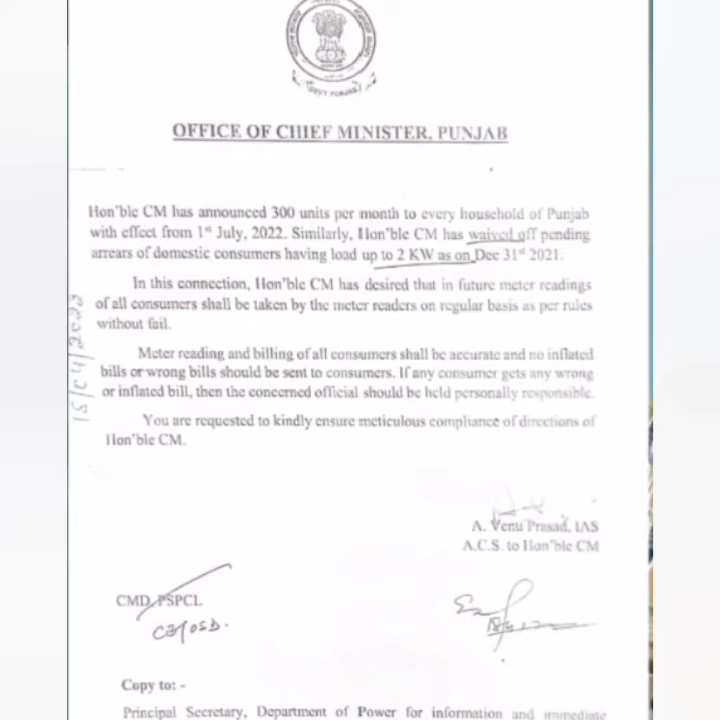 GOVT PUNJAB
OFFICE OF CHIEF MINISTER, PUNJAB
Hon'ble CM has announced 300 units per month to every household of Punjab
with effect from 1st July, 2022. Similarly, Hon'ble CM has waived off pending
arrears of domestic consumers having load up to 2 KW as on Dec 31st 2021.
In this connection, Hon'ble CM has desired that in future meter readings
of all consumers shall be taken by the meter readers on regular basis as per rules
without fail.
Meter reading and billing of all consumers shall be accurate and no inflated
bills or wrong bills should be sent to consumers. If any consumer gets any wrong
or inflated bill, then the concerned official should be held personally responsible.
You are requested to kindly ensure meticulous compliance of directions of
Hon'ble CM.
15/04/2022
A. Venu Prasad, IAS
A.C.S. to Hon'ble CM
CMD, PSPCL
Copy to: -
Principal Secretary, Department of Power for information and immediate